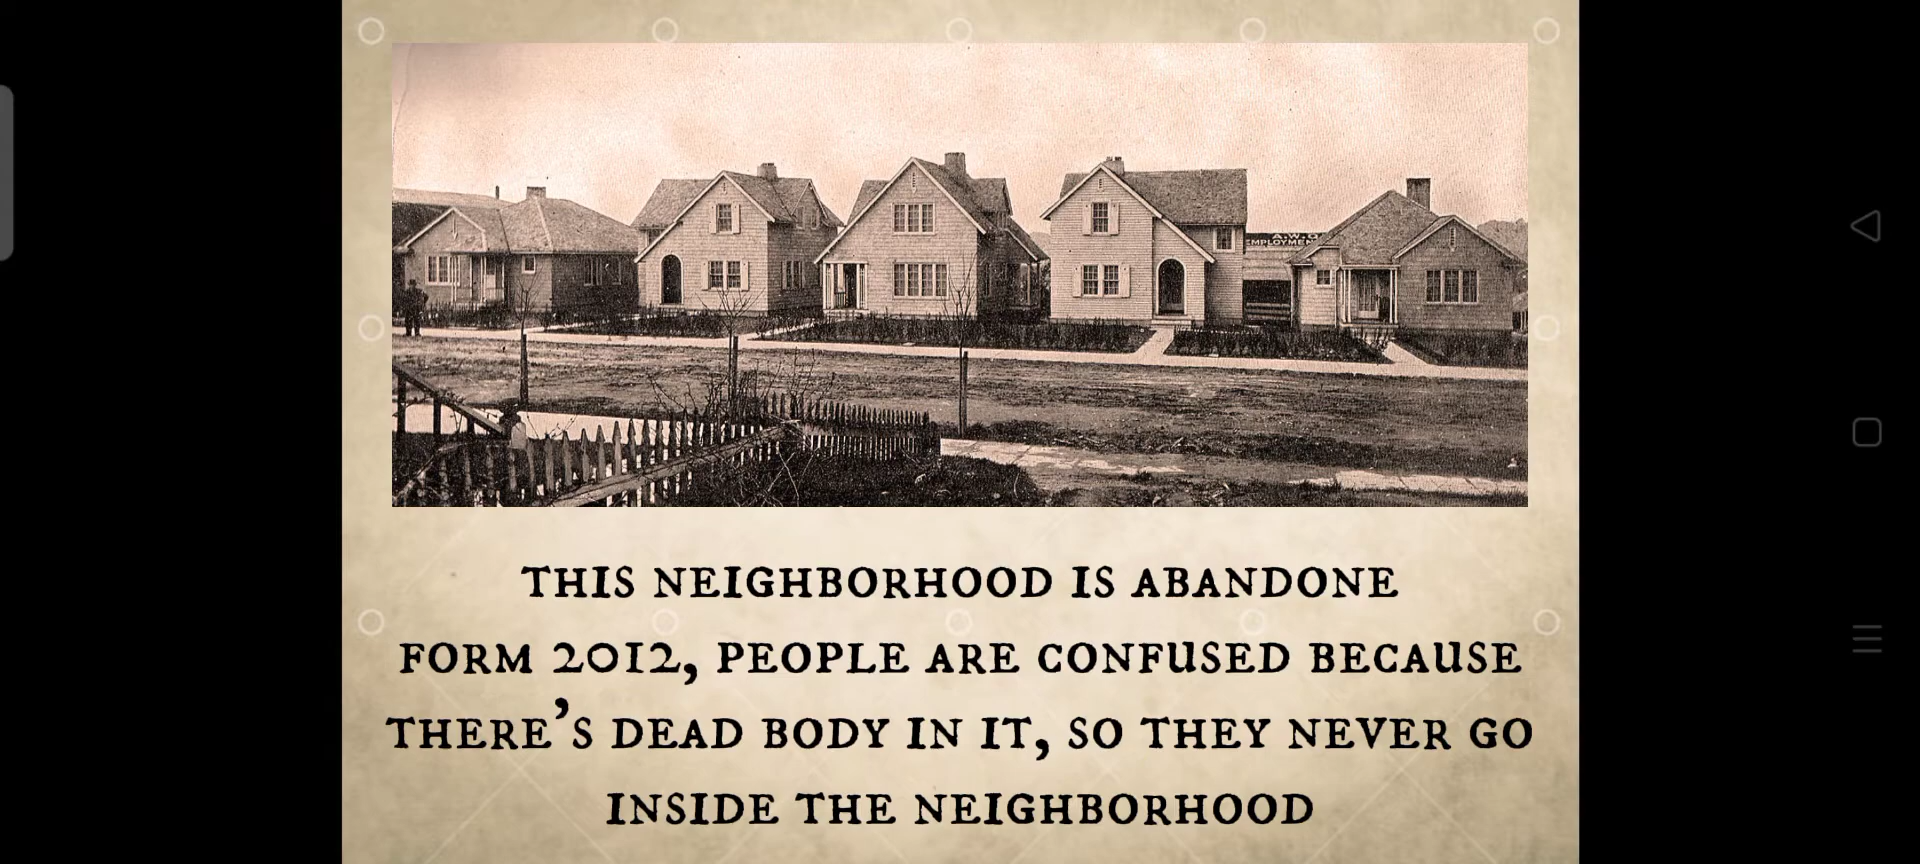 A.W.O
EMPLOYMEN
THIS NEIGHBORHOOD IS ABANDONE
FORM 2012, PEOPLE ARE CONFUSED BECAUSE
THERE'S DEAD BODY IN IT, SO THEY NEVER GO
INSIDE THE NEIGHBORHOOD